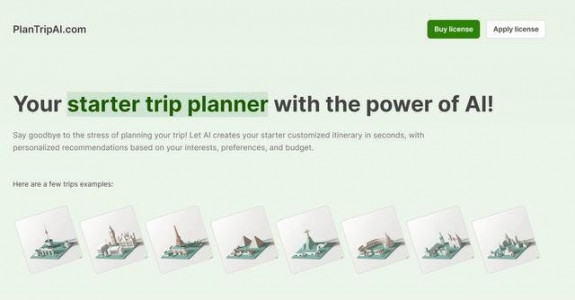 PlanTripAI.com
Buy license
Apply license
Your starter trip planner with the power of AI!
Say goodbye to the stress of planning your trip! Let AI creates your starter customized itinerary in seconds, with
personalized recommendations based on your interests, preferences, and budget.
Here are a few trips examples: